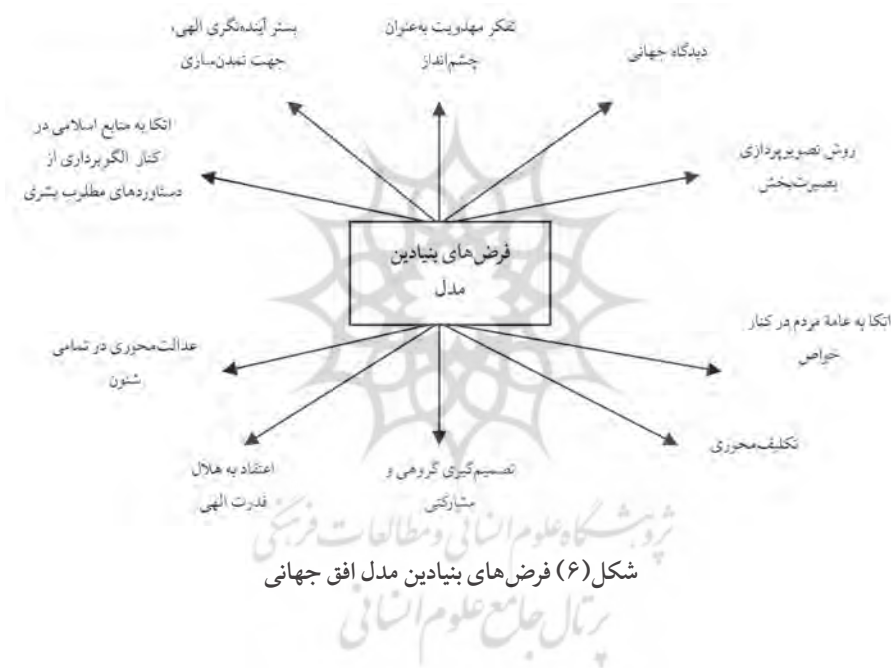 دیدگاه جهانی
تفکر مهدویت به‌عنوان
چشم‌انداز
بستر آینده‌نگری الهی،
جهت تمدن‌سازی
روش تصویرپردازی
بصیرت‌بخش
اتکا به منابع اسلامی در
کنار الگوبرداری از
دستاوردهای مطلوب بشری
فرض‌های بنیادین
مدل
اتکا به عامة مردم در کنار
خواص
عدالت‌محوری در تمامی
شئون
تکلیف‌محوری
تصمیم‌گیری گروهی و
مشارکتی
اعتقاد به هلال
قدرت الهی
پژوهشگاه علوم انسانی و مطالعات فرهنگی
شکل(۶) فرض‌های بنیادین مدل افق جهانی
پرتال جامع علوم انسانی